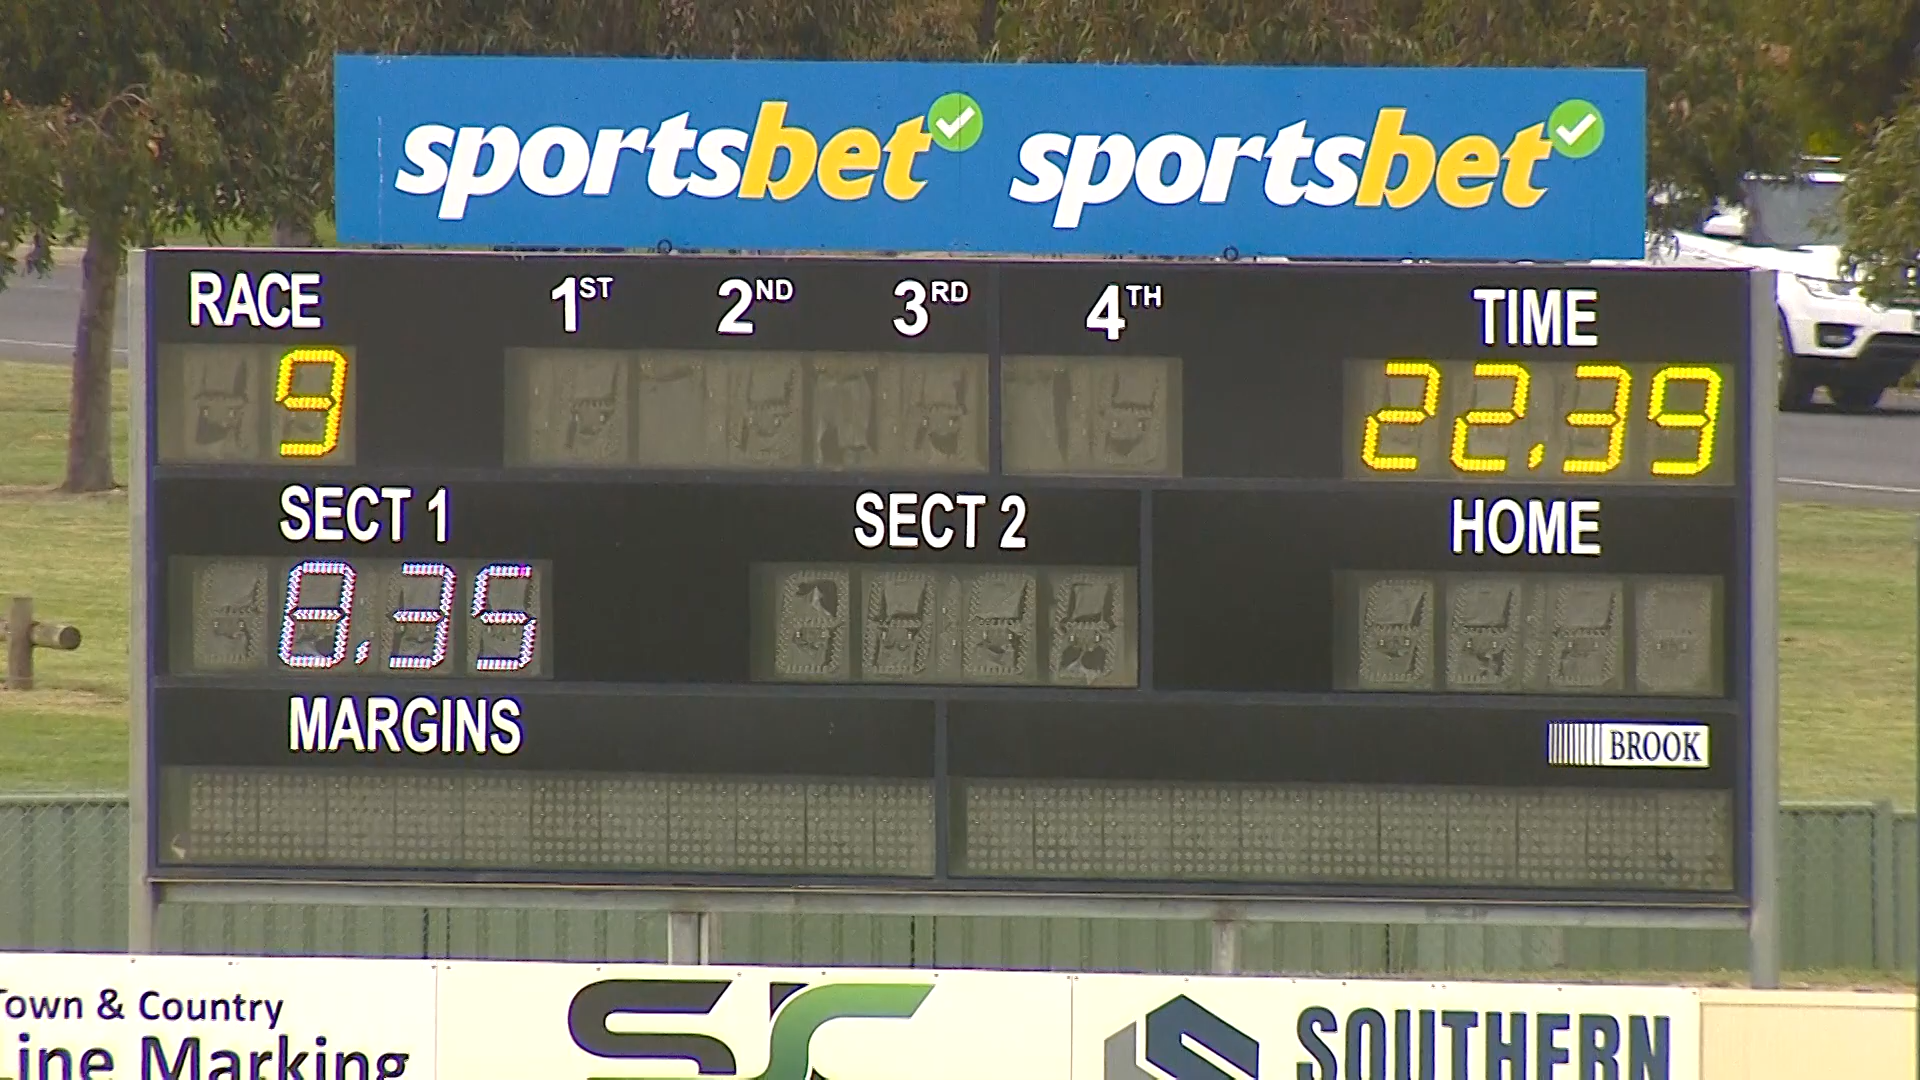 sportsbet sportsbet
RACE 1ST 2ND 3RD 4TH TIME
9 22.39
SECT 1 SECT 2 HOME
8.35
MARGINS
BROOK
Town & Country
Line Marking
SC
SOUTHERN